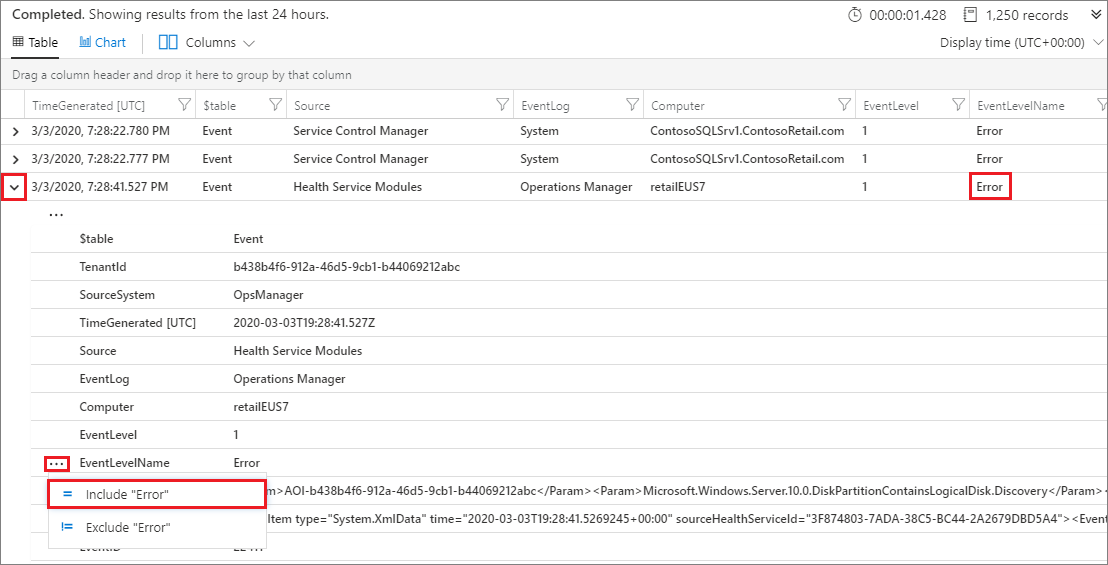 Completed. Showing results from the last 24 hours. 00:00:01.428 1,250 records
Table Chart Columns Display time (UTC+00:00)
Drag a column header and drop it here to group by that column
TimeGenerated [UTC] $table Source EventLog Computer EventLevel EventLevelName
3/3/2020, 7:28:22.780 PM Event Service Control Manager System ContosoSQLSrv1.ContosoRetail.com 1 Error
3/3/2020, 7:28:22.777 PM Event Service Control Manager System ContosoSQLSrv1.ContosoRetail.com 1 Error
3/3/2020, 7:28:41.527 PM Event Health Service Modules Operations Manager retailEUS7 1 Error
...
$table Event
TenantId b438b4f6-912a-46d5-9cb1-b44069212abc
SourceSystem OpsManager
TimeGenerated [UTC] 2020-03-03T19:28:41.527Z
Source Health Service Modules
EventLog Operations Manager
Computer retailEUS7
EventLevel 1
... EventLevelName Error
= Include "Error" m>AOI-b438b4f6-912a-46d5-9cb1-b44069212abc</Param><Param>Microsoft.Windows.Server.10.0.DiskPartitionContainsLogicalDisk.Discovery</Param><
!= Exclude "Error" Item type="System.XmlData" time="2020-03-03T19:28:41.5269245+00:00" sourceHealthServiceId="3F874803-7ADA-38C5-BC44-2A2679DBD5A4"><Even